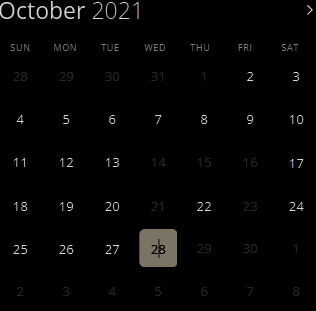 October 2021
SUN MON TUE WED THU FRI SAT
28 29 30 31 1 2 3
4 5 6 7 8 9 10
11 12 13 14 15 16 17
18 19 20 21 22 23 24
25 26 27 28 29 30 1
2 3 4 5 6 7 8